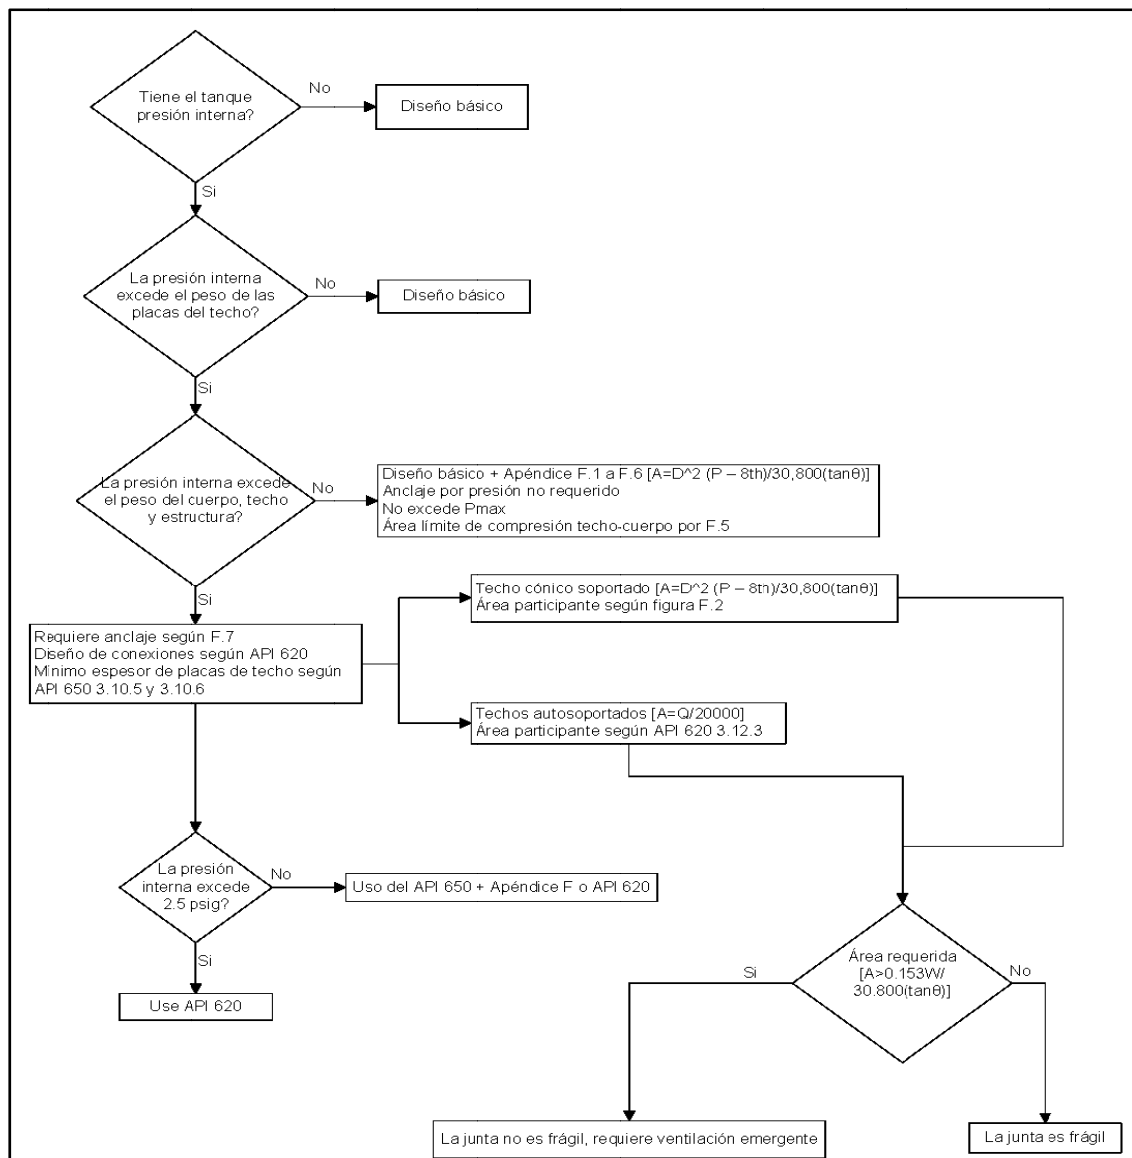 Tiene el tanque
presión interna?
No
Diseño básico
Si
La presión interna
excede el peso de las
placas del techo?
No
Diseño básico
Si
La presión interna excede
el peso del cuerpo, techo
y estructura?
No
Diseño básico + Apéndice F.1 a F.6 [A=D^2 (P – 8th)/30,800(tanθ)]
Anclaje por presión no requerido
No excede Pmax
Área límite de compresión techo-cuerpo por F.5
Si
Techo cónico soportado [A=D^2 (P – 8th)/30,800(tanθ)]
Área participante según figura F.2
Requiere anclaje según F.7
Diseño de conexiones según API 620
Mínimo espesor de placas de techo según
API 650 3.10.5 y 3.10.6
Techos autosoportados [A=Q/20000]
Área participante según API 620 3.12.3
La presión
interna excede
2.5 psig?
No
Uso del API 650 + Apéndice F o API 620
Si
Use API 620
Área requerida
[A>0.153W/
30.800(tanθ)]
Si
No
La junta no es frágil, requiere ventilación emergente
La junta es frágil